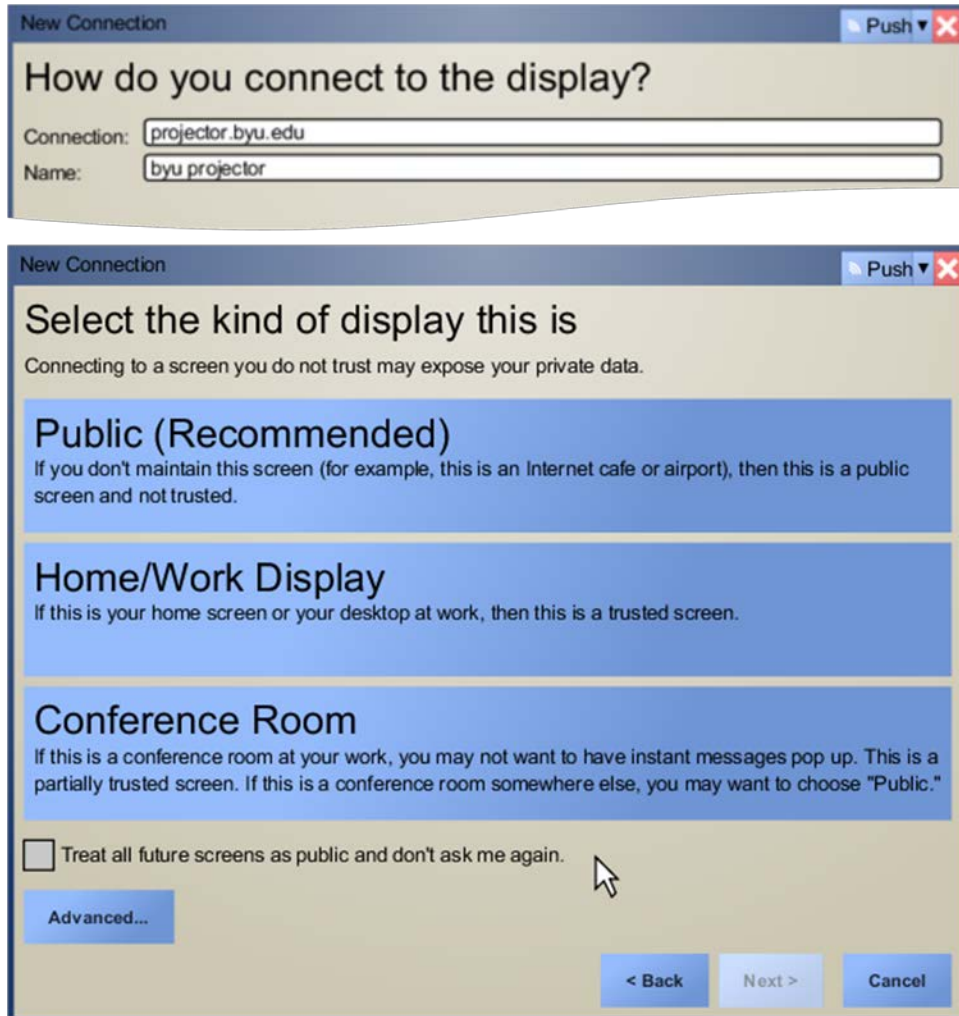 New Connection
Push
How do you connect to the display?
Connection: projector.byu.edu
Name: byu projector
New Connection
Push
Select the kind of display this is
Connecting to a screen you do not trust may expose your private data.
Public (Recommended)
If you don't maintain this screen (for example, this is an Internet cafe or airport), then this is a public
screen and not trusted.
Home/Work Display
If this is your home screen or your desktop at work, then this is a trusted screen.
Conference Room
If this is a conference room at your work, you may not want to have instant messages pop up. This is a
partially trusted screen. If this is a conference room somewhere else, you may want to choose "Public."
Treat all future screens as public and don't ask me again.
Advanced...
< Back
Next >
Cancel